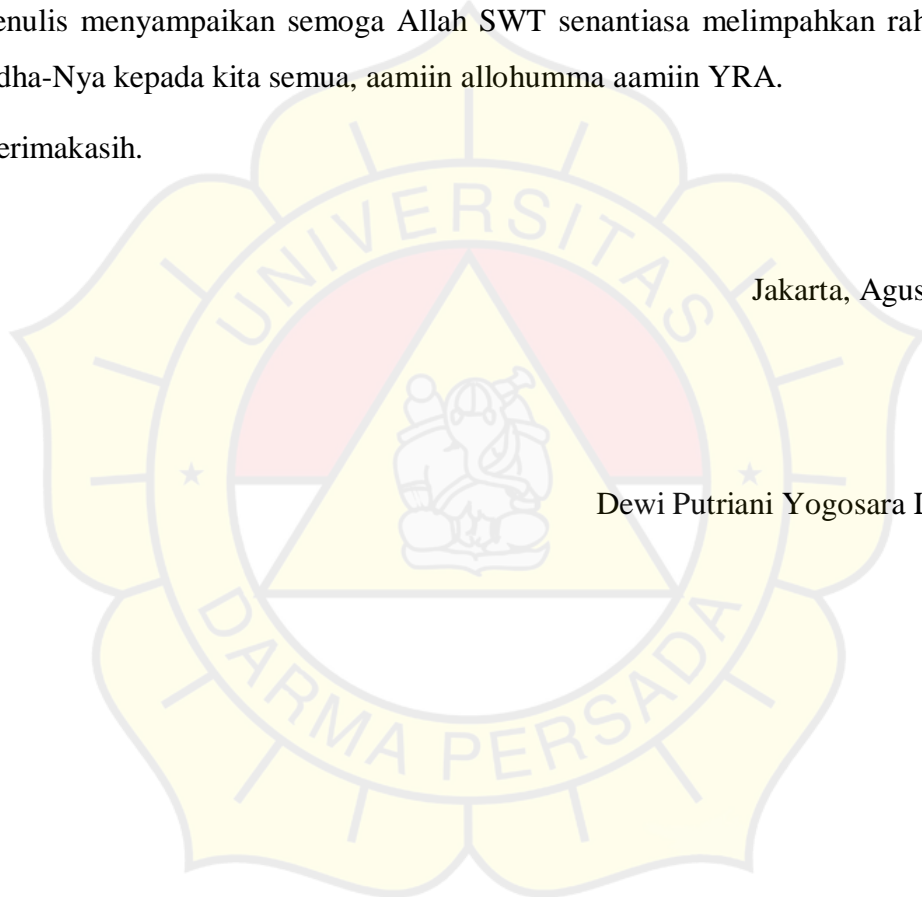 enulis menyampaikan semoga Allah SWT senantiasa melimpahkan rah
dha-Nya kepada kita semua, aamiin allohumma aamiin YRA.
erimakasih.
UNIVERSITAS
Jakarta, Agus
Dewi Putriani Yogosara
DARMA PERSADA